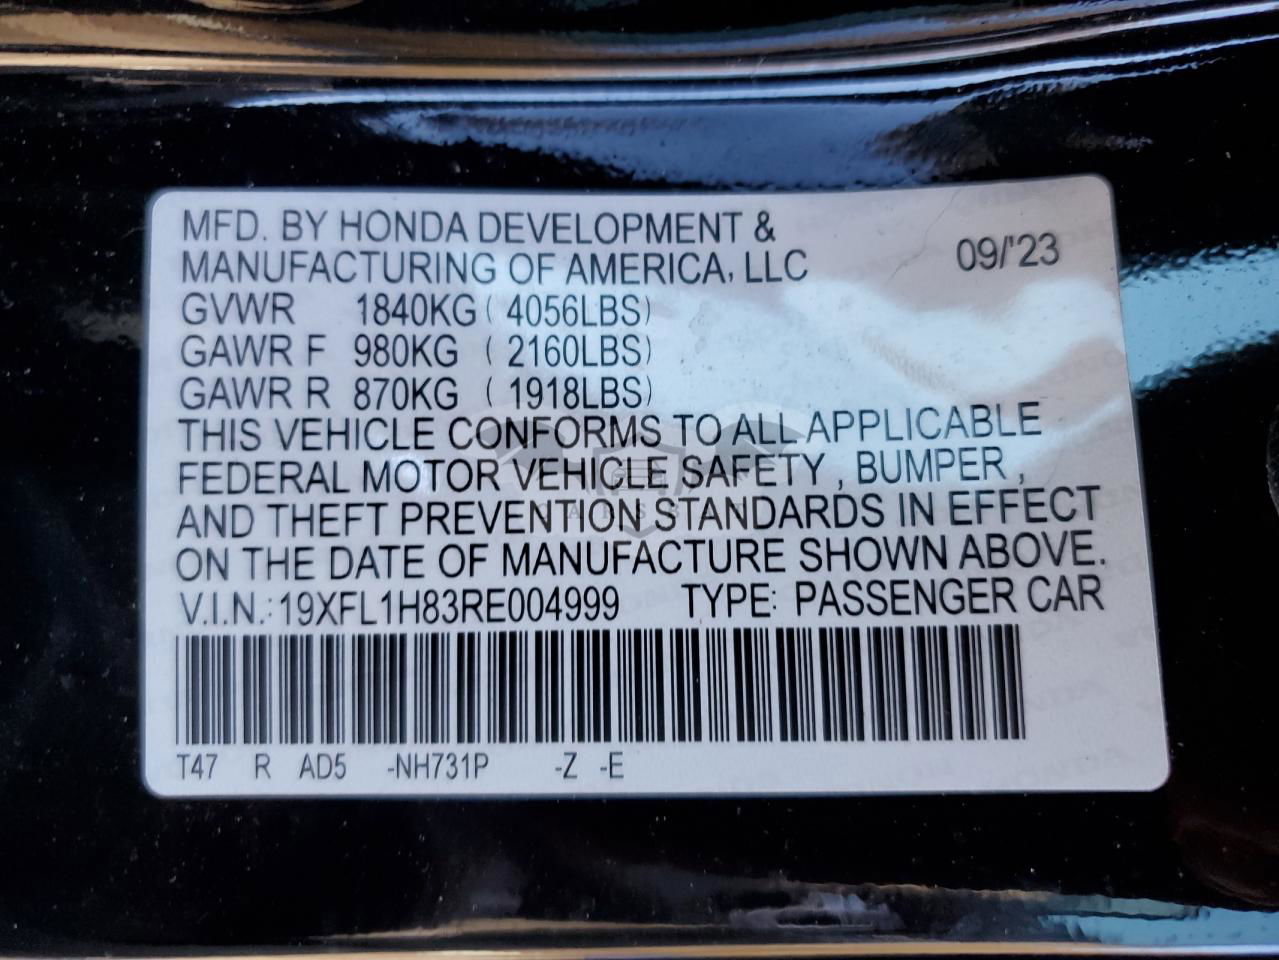 MFD. BY HONDA DEVELOPMENT &
MANUFACTURING OF AMERICA, LLC 09/'23
GVWR 1840KG ( 4056LBS)
GAWR F 980KG ( 2160LBS)
GAWR R 870KG ( 1918LBS)
THIS VEHICLE CONFORMS TO ALL APPLICABLE
FEDERAL MOTOR VEHICLE SAFETY , BUMPER ,
AND THEFT PREVENTION STANDARDS IN EFFECT
ON THE DATE OF MANUFACTURE SHOWN ABOVE.
V.I.N.: 19XFL1H83RE004999 TYPE: PASSENGER CAR
T47 R AD5 -NH731P -Z -E